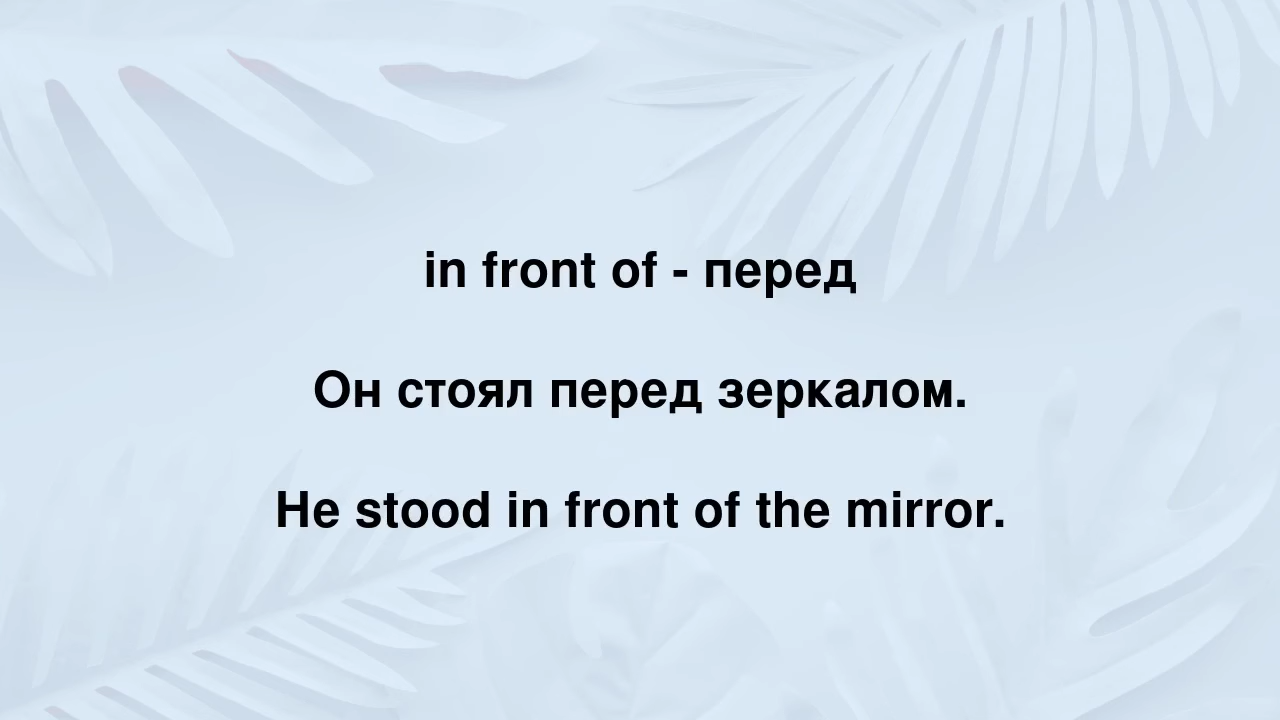 in front of - перед
Он стоял перед зеркалом.
He stood in front of the mirror.